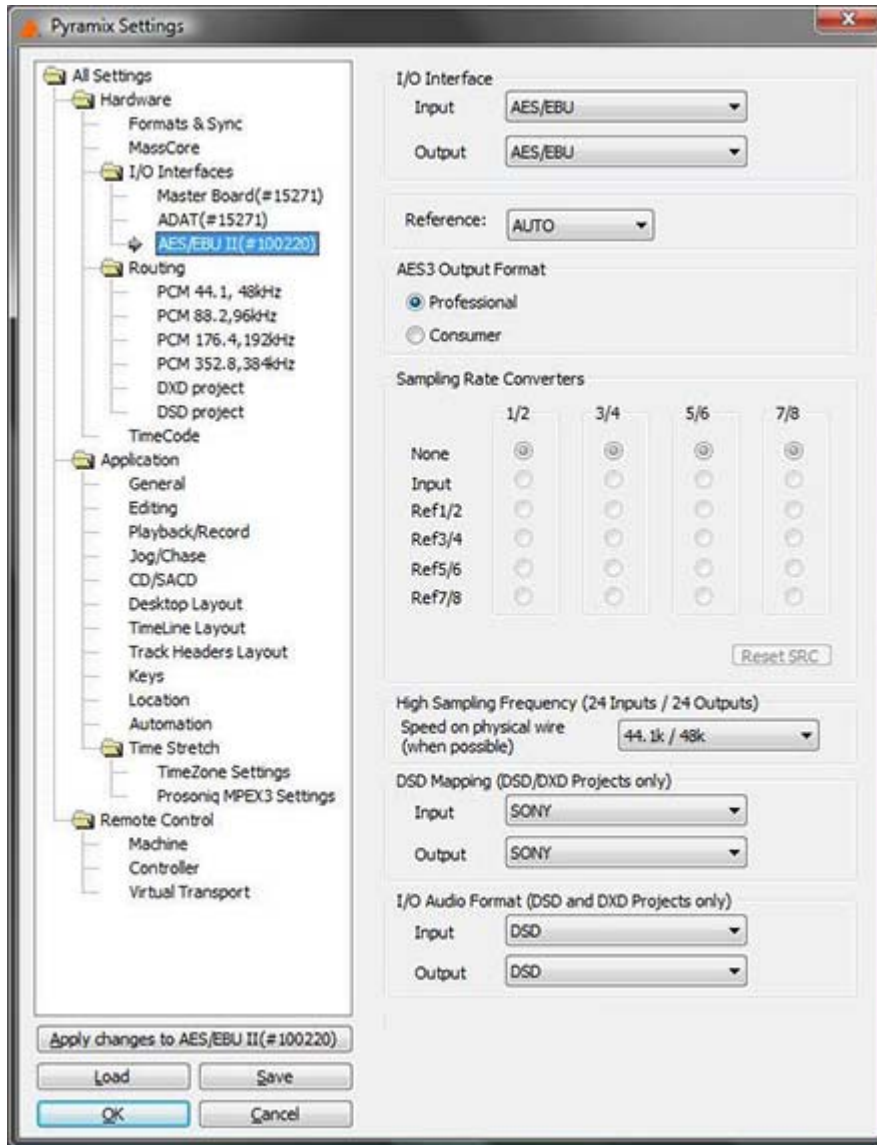 Pyramix Settings
All Settings
Hardware
Formats & Sync
MassCore
I/O Interfaces
Master Board(#15271)
ADAT(#15271)
AES/EBU II(#100220)
Routing
PCM 44.1, 48kHz
PCM 88.2,96kHz
PCM 176.4,192kHz
PCM 352.8,384kHz
DXD project
DSD project
TimeCode
Application
General
Editing
Playback/Record
Jog/Chase
CD/SACD
Desktop Layout
TimeLine Layout
Track Headers Layout
Keys
Location
Automation
Time Stretch
TimeZone Settings
Prosoniq MPEX3 Settings
Remote Control
Machine
Controller
Virtual Transport
Apply changes to AES/EBU II(#100220)
Load Save
OK Cancel
I/O Interface
Input AES/EBU
Output AES/EBU
Reference: AUTO
AES3 Output Format
Professional
Consumer
Sampling Rate Converters
1/2 3/4 5/6 7/8
None
Input
Ref1/2
Ref3/4
Ref5/6
Ref7/8
Reset SRC
High Sampling Frequency (24 Inputs / 24 Outputs)
Speed on physical wire
(when possible)
44.1k / 48k
DSD Mapping (DSD/DXD Projects only)
Input SONY
Output SONY
I/O Audio Format (DSD and DXD Projects only)
Input DSD
Output DSD